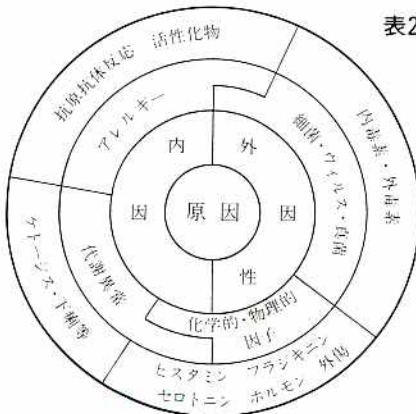 表2
抗原抗体反応 活性化物
アレルギー
内毒素・外毒素
細菌・ウィルス・真菌
内因
外因
原因
性
代謝異常
ケトージス・下痢等
化学的・物理的
因子
ヒスタミン ブラジキニン 外傷
セロトニン ホルモン